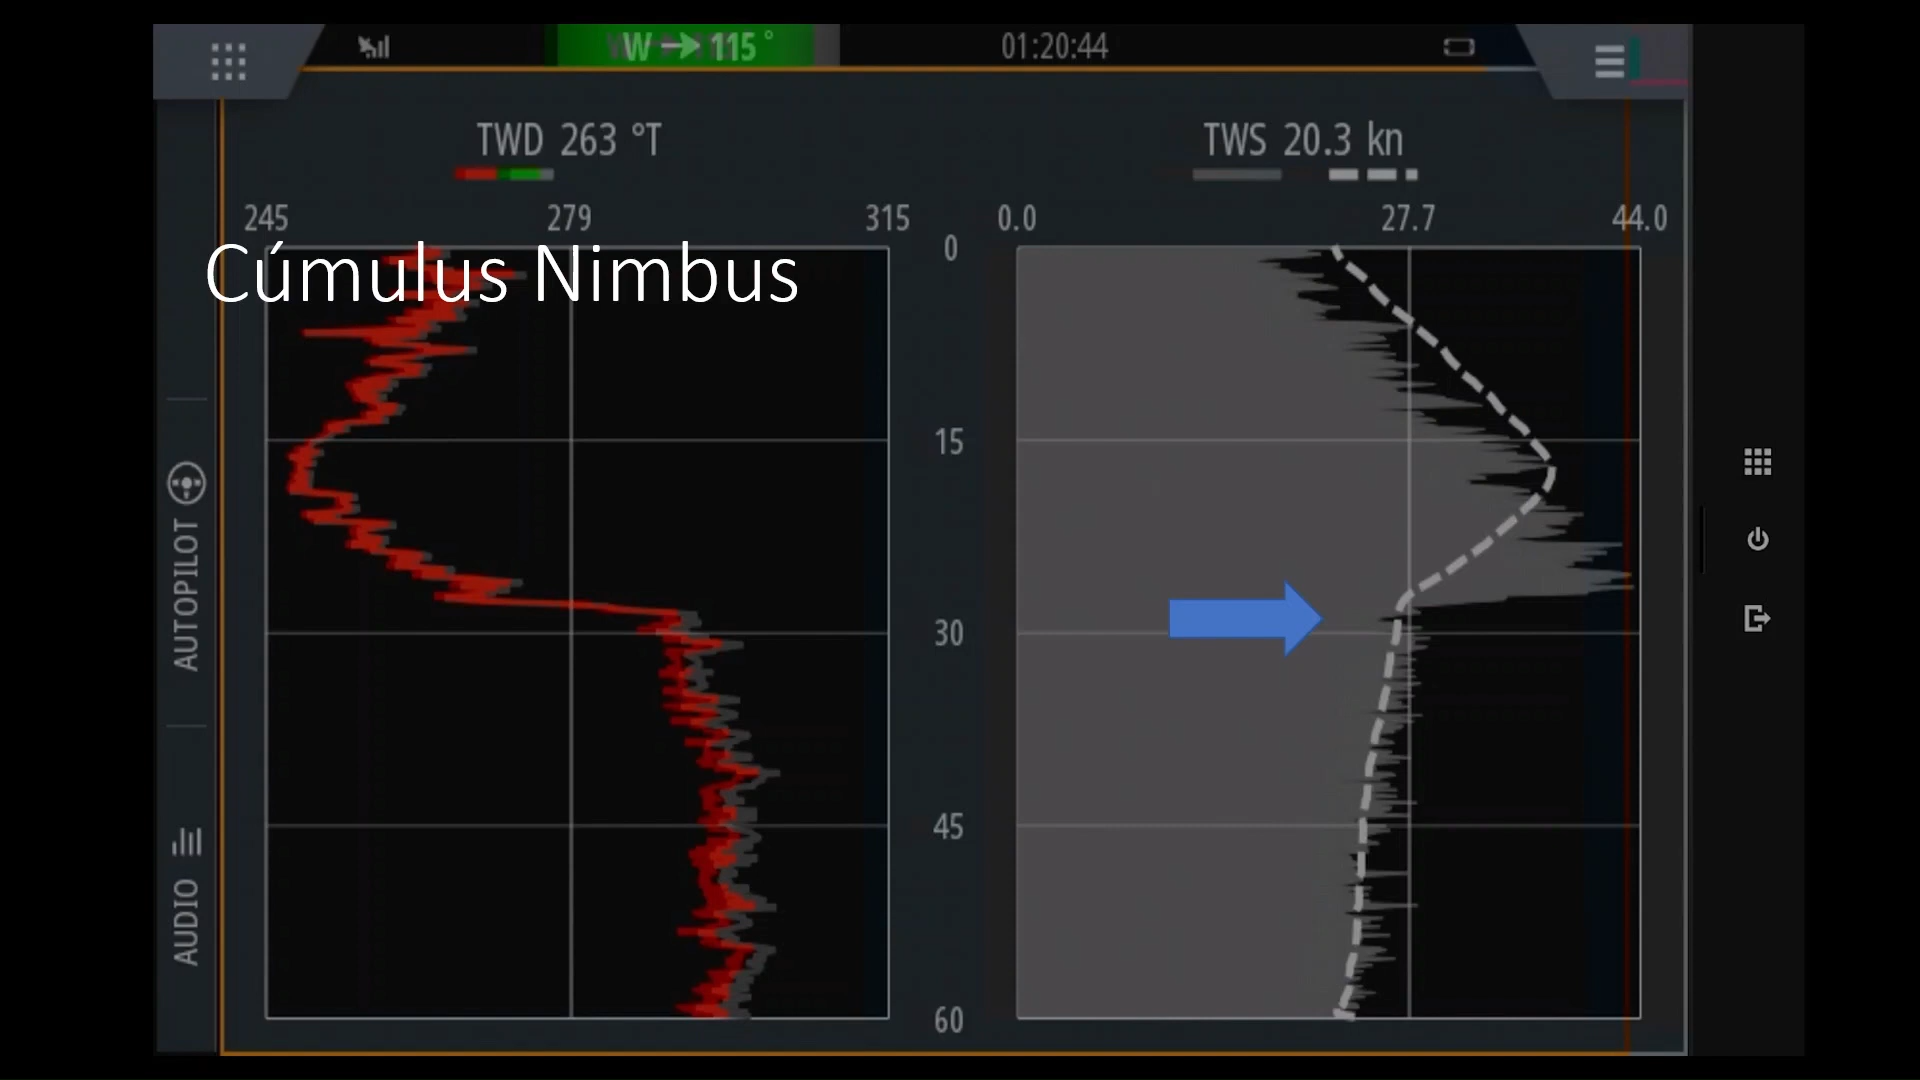 W → 115°
01:20:44
TWD 263 °T
TWS 20.3 kn
245 279 315
0.0 27.7 44.0
Cúmulus Nimbus
0
15
30
45
60
AUTOPILOT
AUDIO